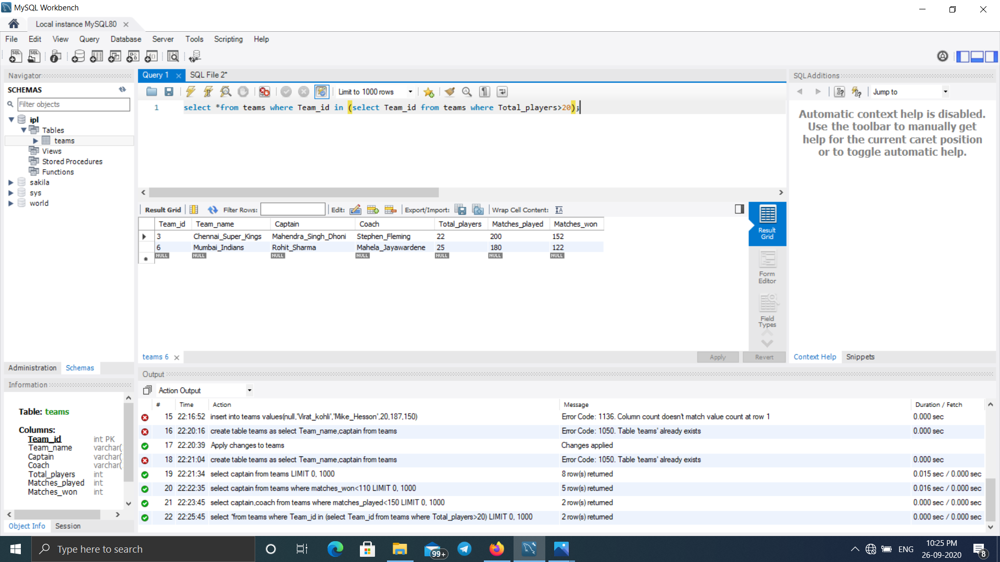 MySQL Workbench
Local instance MySQL80
File Edit View Query Database Server Tools Scripting Help
Navigator
SCHEMAS
Filter objects
ipl
Tables
teams
Views
Stored Procedures
Functions
sakila
sys
world
Administration Schemas
Information
Table: teams
Columns:
Team_id int PK
Team_name varchar(
Captain varchar(
Coach varchar(
Total_players int
Matches_played int
Matches_won int
Object Info Session
Query 1 SQL File 2*
Limit to 1000 rows
1 select *from teams where Team_id in (select Team_id from teams where Total_players>20);
Result Grid Filter Rows: Edit: Export/Import: Wrap Cell Content:
Team_id Team_name Captain Coach Total_players Matches_played Matches_won
3 Chennai_Super_Kings Mahendra_Singh_Dhoni Stephen_Fleming 22 200 152
6 Mumbai_Indians Rohit_Sharma Mahela_Jayawardene 25 180 122
NULL NULL NULL NULL NULL NULL NULL
Result
Grid
Form
Editor
Field
Types
teams 6
Apply Revert
SQLAdditions
Jump to
Automatic context help is disabled.
Use the toolbar to manually get
help for the current caret position
or to toggle automatic help.
Context Help Snippets
Output
Action Output
# Time Action Message Duration / Fetch
15 22:16:52 insert into teams values(null,'Virat_kohli','Mike_Hesson',20,187,150) Error Code: 1136. Column count doesn't match value count at row 1 0.000 sec
16 22:20:16 create table teams as select Team_name,captain from teams Error Code: 1050. Table 'teams' already exists 0.000 sec
17 22:20:39 Apply changes to teams Changes applied
18 22:21:04 create table teams as select Team_name,captain from teams Error Code: 1050. Table 'teams' already exists 0.000 sec
19 22:21:34 select captain from teams LIMIT 0, 1000 8 row(s) returned 0.015 sec / 0.000 sec
20 22:22:35 select captain from teams where matches_won<110 LIMIT 0, 1000 5 row(s) returned 0.016 sec / 0.000 sec
21 22:23:45 select captain,coach from teams where matches_played<150 LIMIT 0, 1000 2 row(s) returned 0.000 sec / 0.000 sec
22 22:25:45 select *from teams where Team_id in (select Team_id from teams where Total_players>20) LIMIT 0, 1000 2 row(s) returned 0.000 sec / 0.000 sec
Type here to search
99+
ENG
10:25 PM
26-09-2020
8